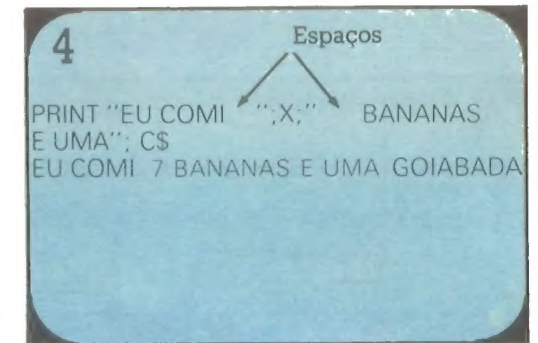 4
Espaços
PRINT "EU COMI ";X;" BANANAS
E UMA"; C$
EU COMI 7 BANANAS E UMA GOIABADA